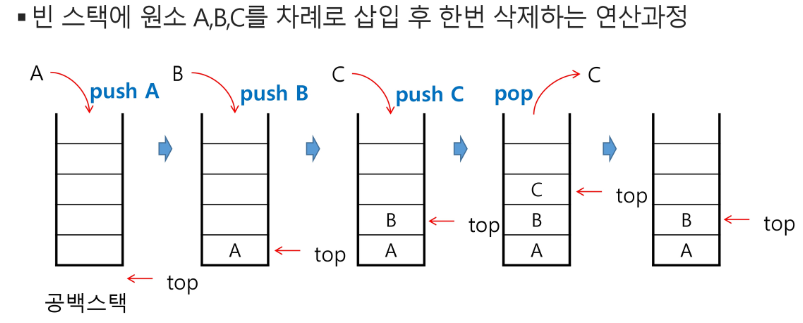 ▪ 빈 스택에 원소 A,B,C를 차례로 삽입 후 한번 삭제하는 연산과정
A push A B push B C push C pop C
C top
B top B B top
A top A A A
top
공백스택